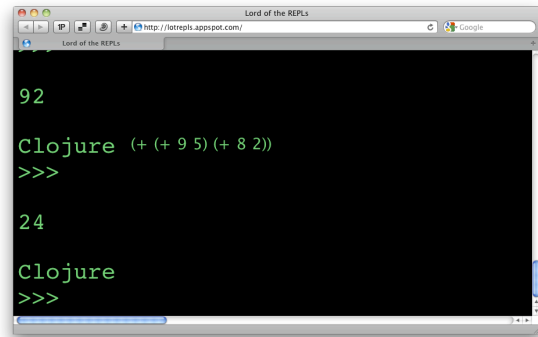 Lord of the REPLs
1P
http://lotrepls.appspot.com/
Google
Lord of the REPLs
>>>
92
Clojure (+ (+ 9 5) (+ 8 2))
>>>
24
Clojure
>>>